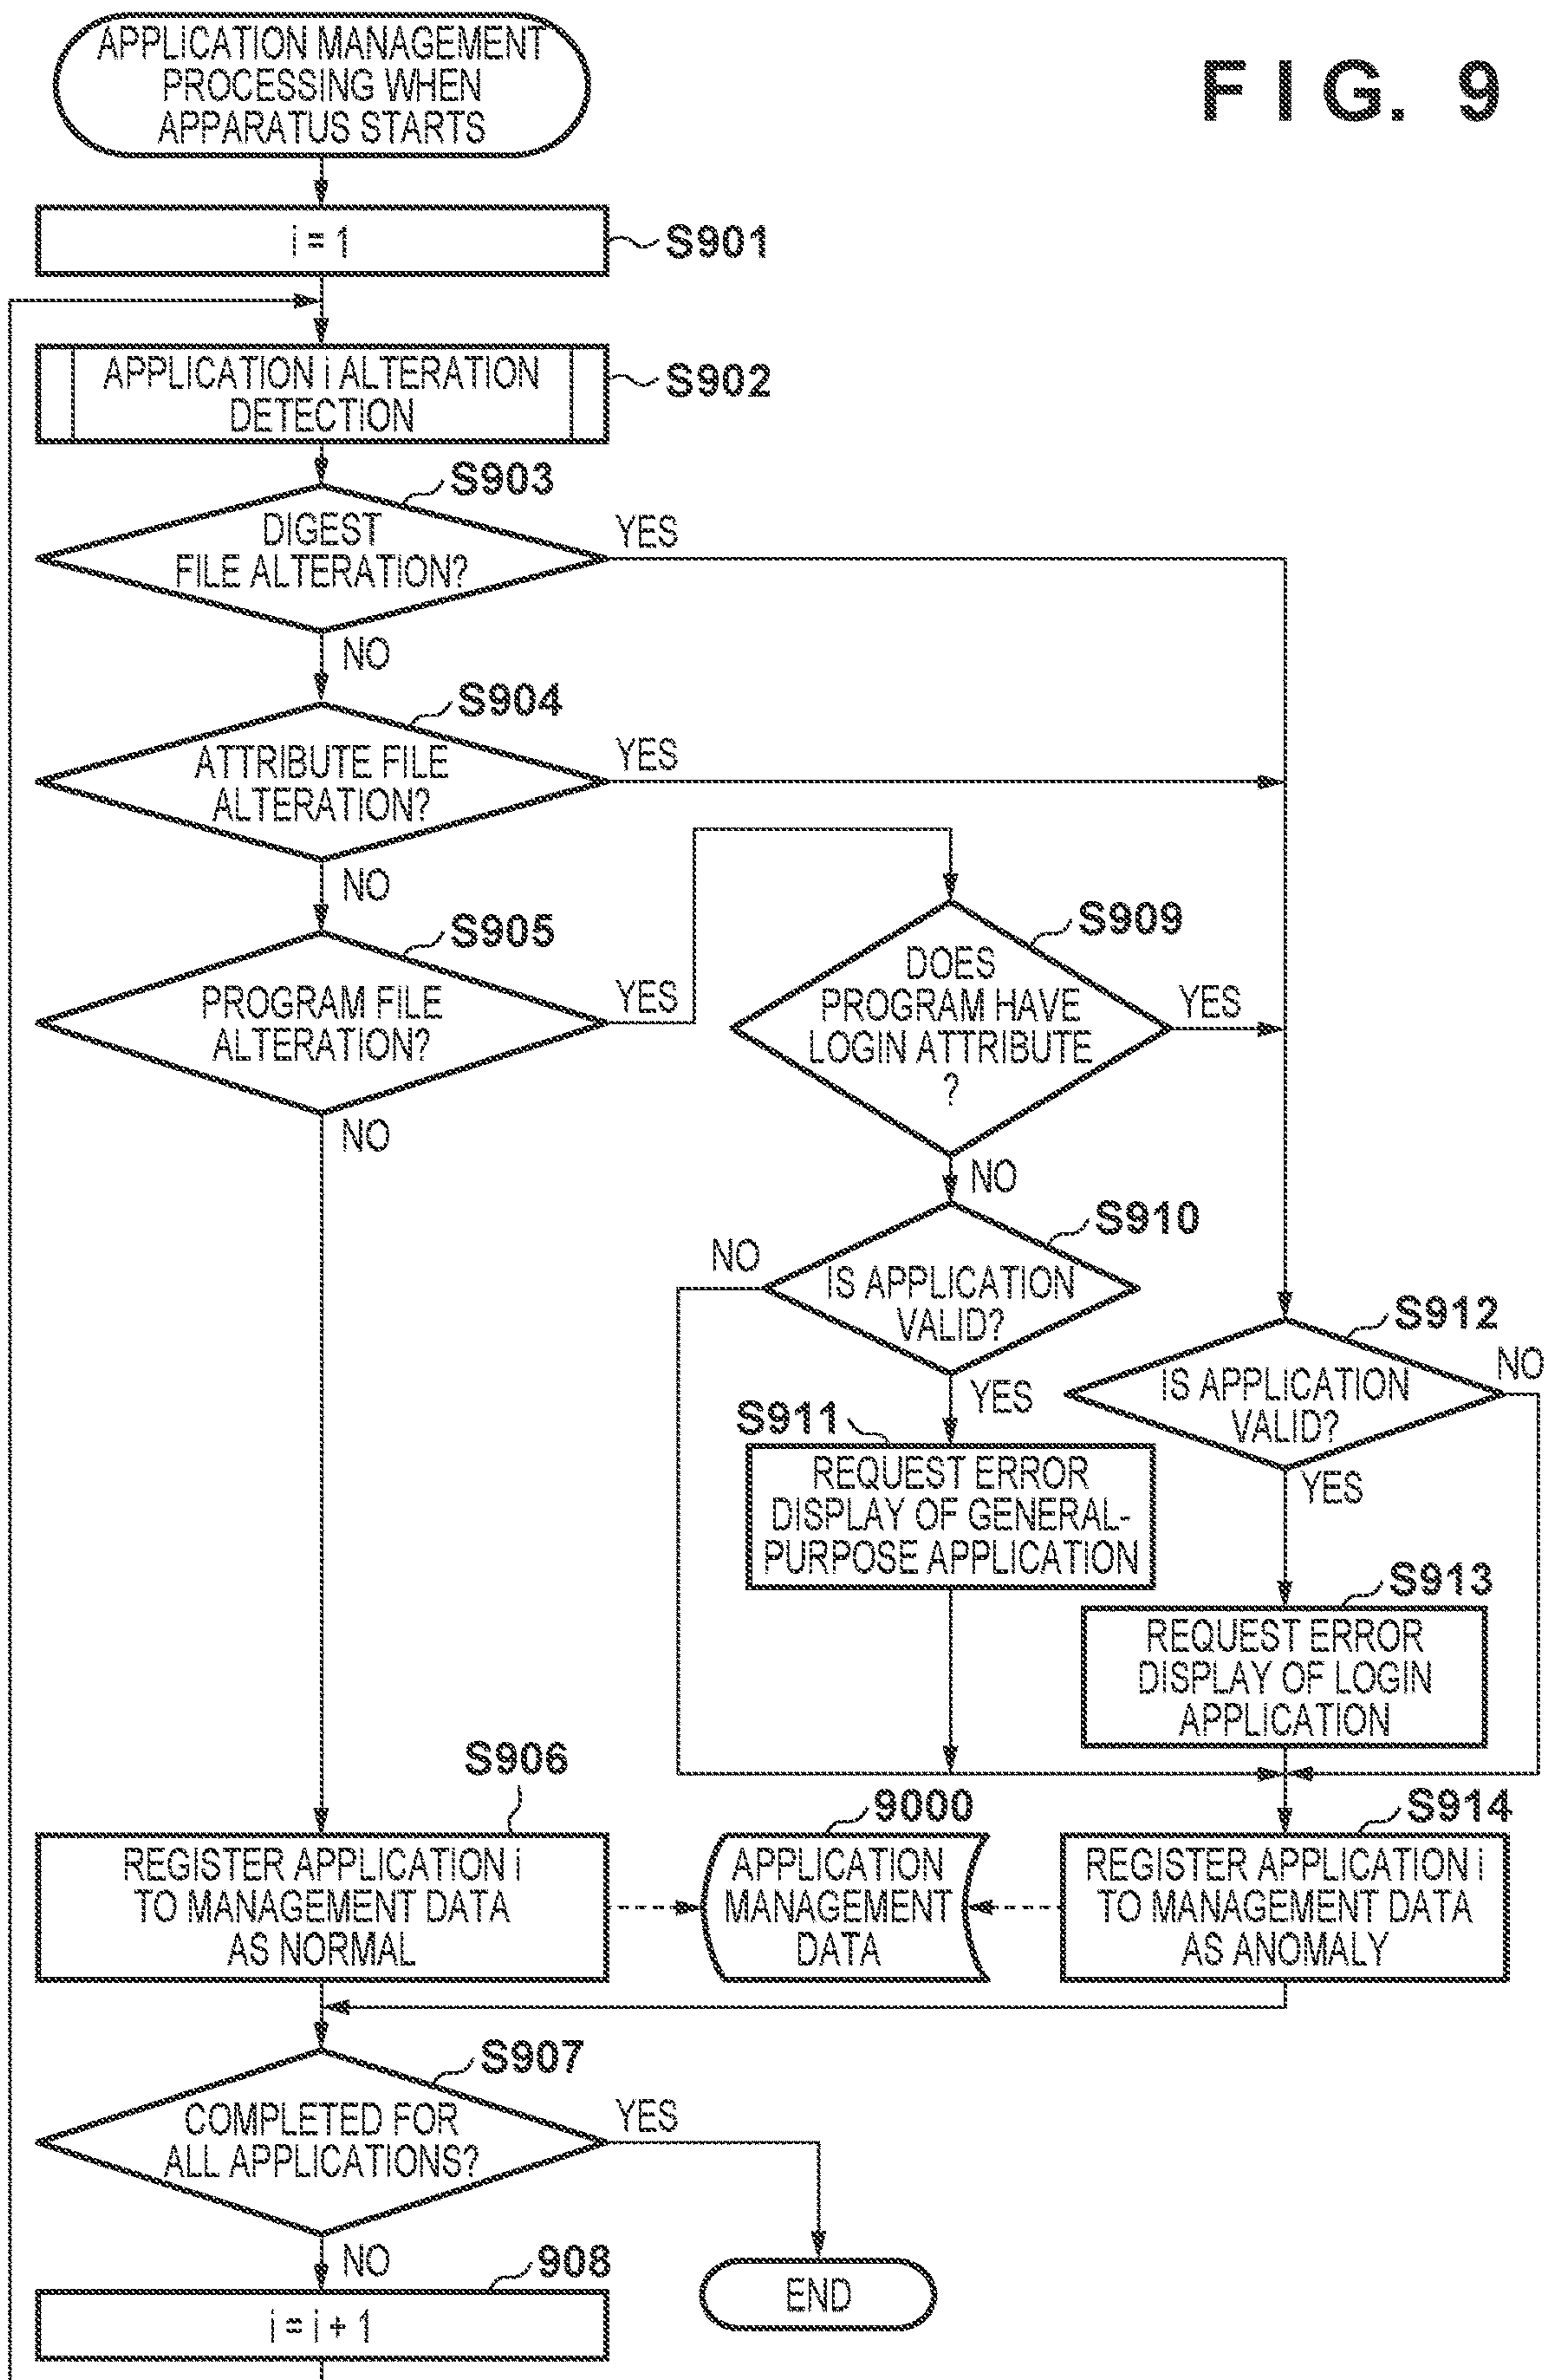 APPLICATION MANAGEMENT
PROCESSING WHEN
APPARATUS STARTS
FIG. 9
i = 1
S901
APPLICATION i ALTERATION
DETECTION
S902
S903
DIGEST
FILE ALTERATION?
YES
NO
S904
ATTRIBUTE FILE
ALTERATION?
YES
NO
S905
PROGRAM FILE
ALTERATION?
YES
NO
S909
DOES
PROGRAM HAVE
LOGIN ATTRIBUTE
?
YES
NO
S910
IS APPLICATION
VALID?
NO
YES
S912
IS APPLICATION
VALID?
NO
YES
S911
REQUEST ERROR
DISPLAY OF GENERAL-
PURPOSE APPLICATION
S913
REQUEST ERROR
DISPLAY OF LOGIN
APPLICATION
S906
REGISTER APPLICATION i
TO MANAGEMENT DATA
AS NORMAL
9000
APPLICATION
MANAGEMENT
DATA
S914
REGISTER APPLICATION i
TO MANAGEMENT DATA
AS ANOMALY
S907
COMPLETED FOR
ALL APPLICATIONS?
YES
NO
908
i = i + 1
END